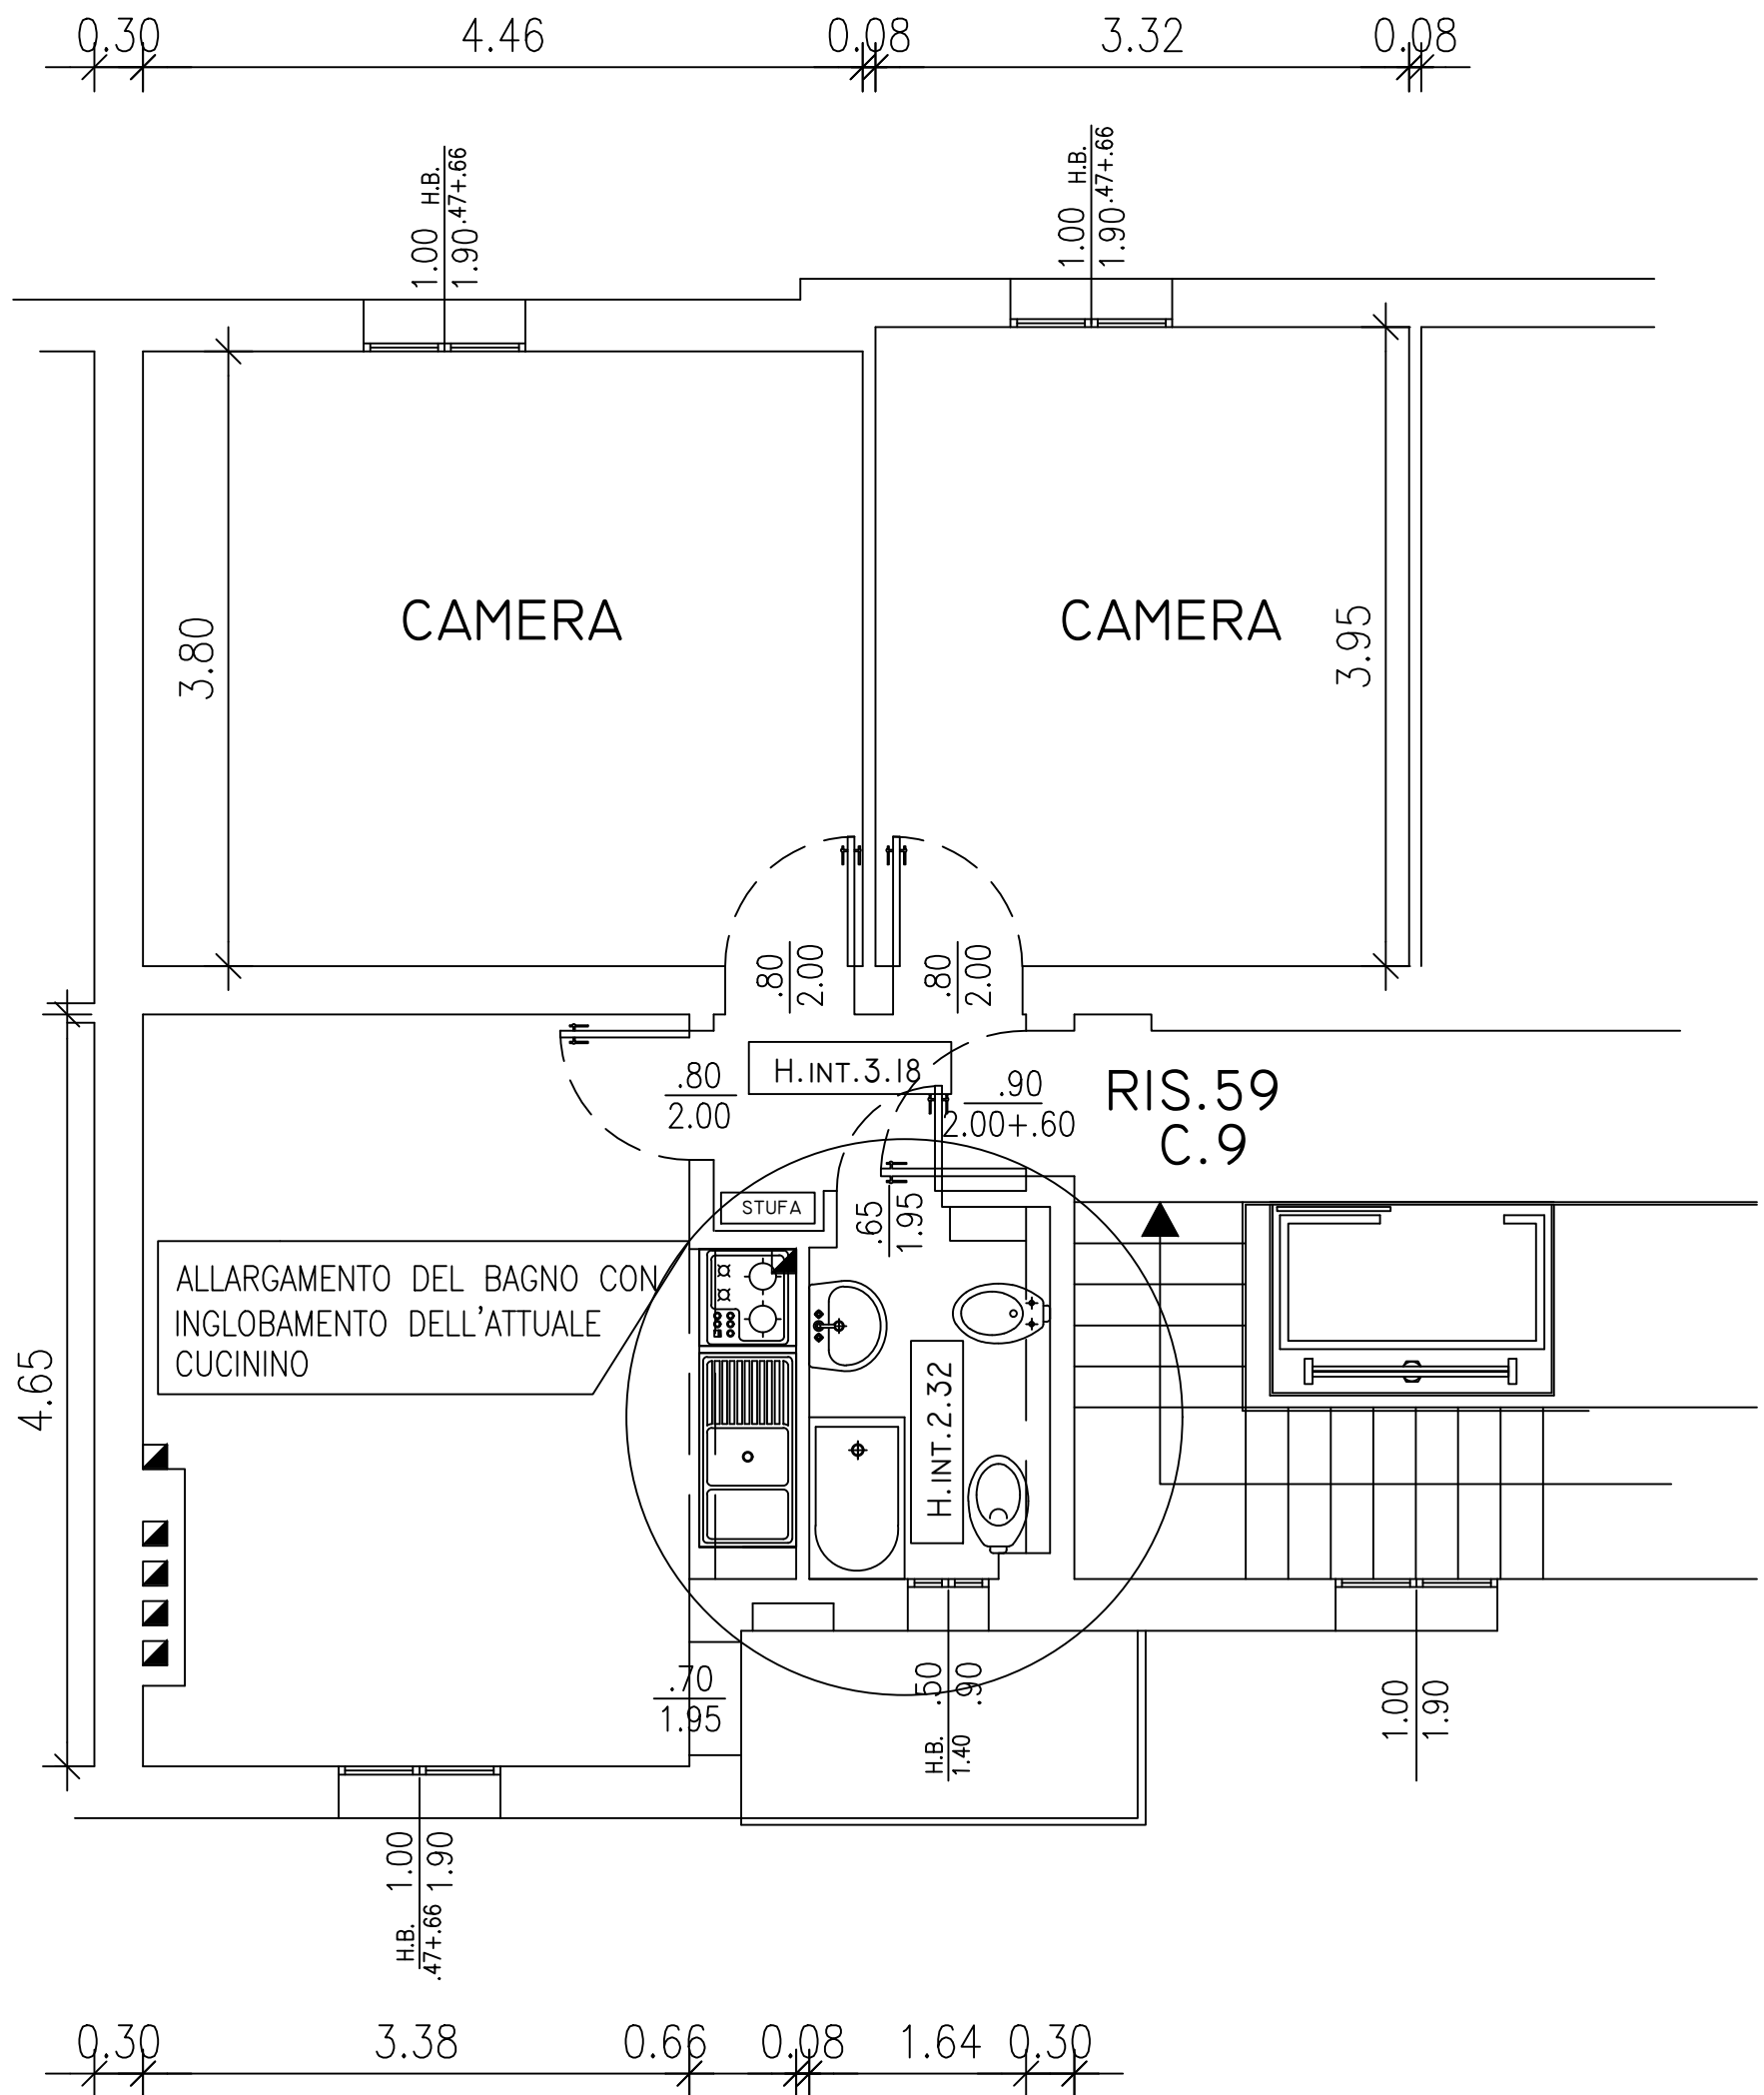 0.30 4.46 0.08 3.32 0.08
1.00 H.B.
1.90 .47+.66
1.00 H.B.
1.90 .47+.66
CAMERA
CAMERA
3.80
3.95
.80
2.00
.80
2.00
H.INT.3.18
.80
2.00
.90
2.00+.60
RIS.59
C.9
STUFA
.65
1.95
ALLARGAMENTO DEL BAGNO CON
INGLOBAMENTO DELL'ATTUALE
CUCININO
4.65
H.INT.2.32
.70
1.95
H.B. .50
1.40 .90
1.00
1.90
H.B. 1.00
.47+.66 1.90
0.30 3.38 0.66 0.08 1.64 0.30